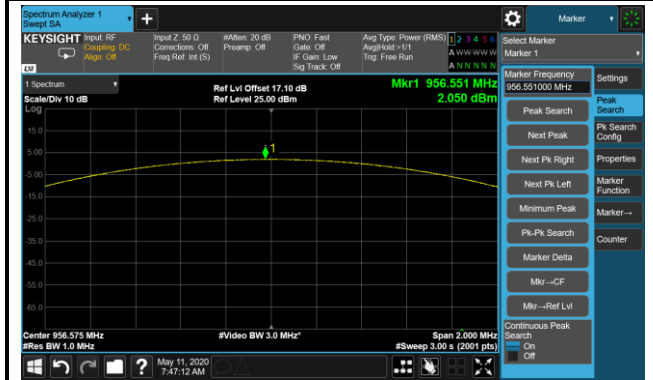 Spectrum Analyzer 1
Swept SA
Marker
KEYSIGHT
Input: RF
Coupling: DC
Align: Off
Input Z: 50 Ω
Corrections: Off
Freq Ref: Int (S)
#Atten: 20 dB
Preamp: Off
PNO: Fast
Gate: Off
IF Gain: Low
Sig Track: Off
Avg Type: Power (RMS)
Avg|Hold:>1/1
Trig: Free Run
1 2 3 4 5 6
A W W W W W
A N N N N N
LXI
Select Marker
Marker 1
1 Spectrum
Scale/Div 10 dB
Log
Ref Lvl Offset 17.10 dB
Ref Level 25.00 dBm
Mkr1 956.551 MHz
2.050 dBm
15.0
5.00
-5.00
-15.0
-25.0
-35.0
-45.0
-55.0
-65.0
1
Center 956.575 MHz
#Res BW 1.0 MHz
#Video BW 3.0 MHz*
Span 2.000 MHz
#Sweep 3.00 s (2001 pts)
Marker Frequency
956.551000 MHz
Peak Search
Next Peak
Next Pk Right
Next Pk Left
Minimum Peak
Pk-Pk Search
Marker Delta
Mkr→CF
Mkr→Ref Lvl
Continuous Peak
Search
On
Off
Settings
Peak
Search
Pk Search
Config
Properties
Marker
Function
Marker→
Counter
?
May 11, 2020
7:47:12 AM